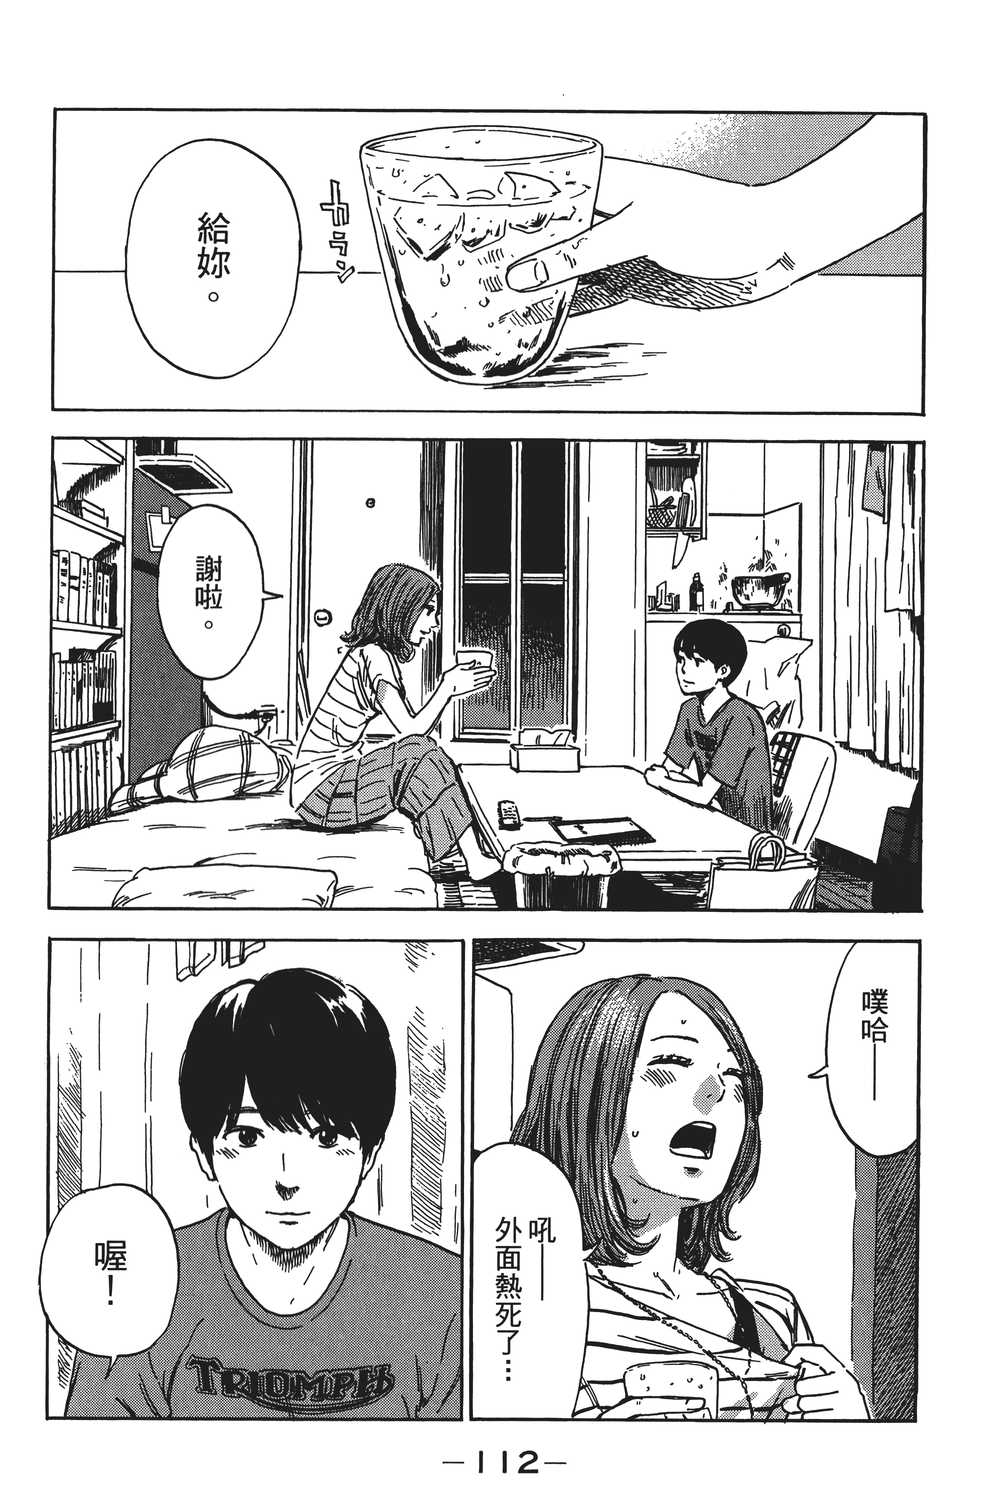 給妳。
カラン
謝啦。
噗哈—
吼—
外面熱死了…
喔！
TRIUMPH
—112—